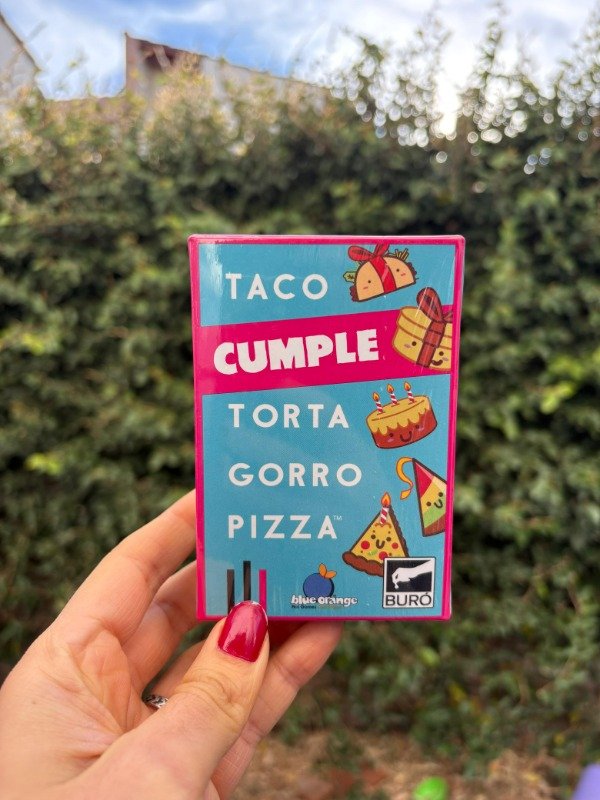 TACO
CUMPLE
TORTA
GORRO
PIZZA™
blue orange
BURÓ